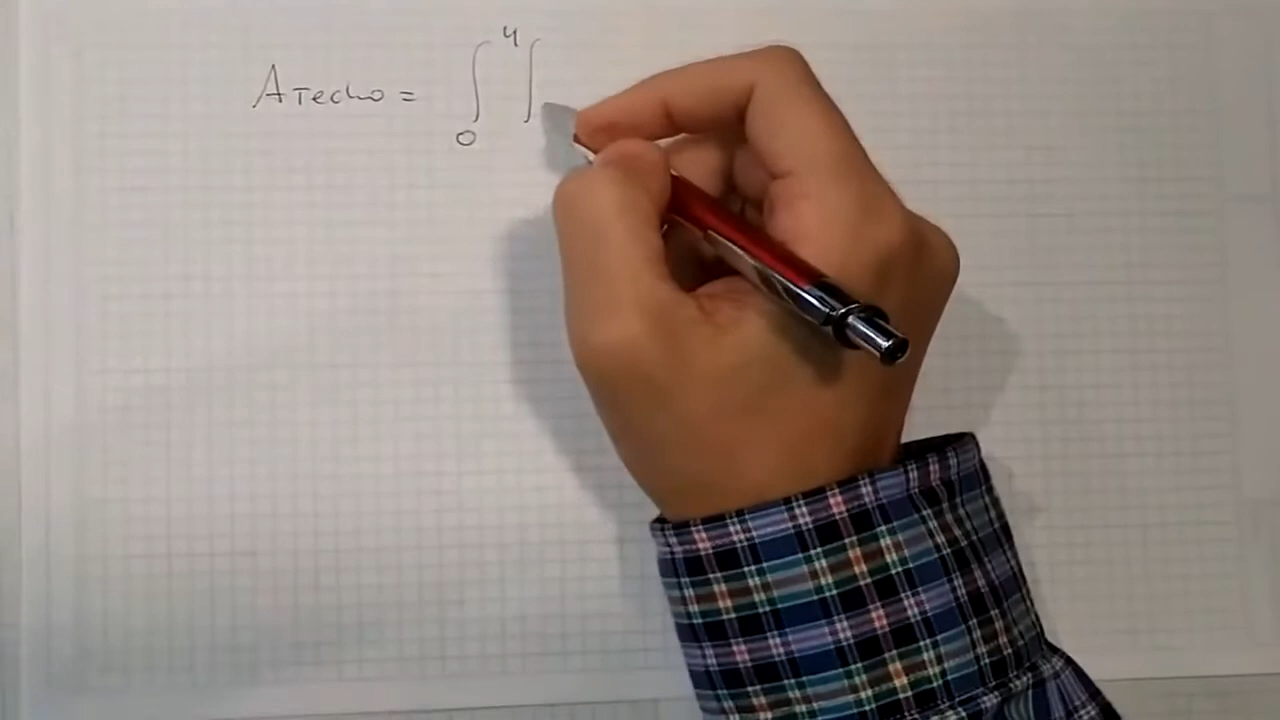 ATecho = ∫₀⁴ ∫